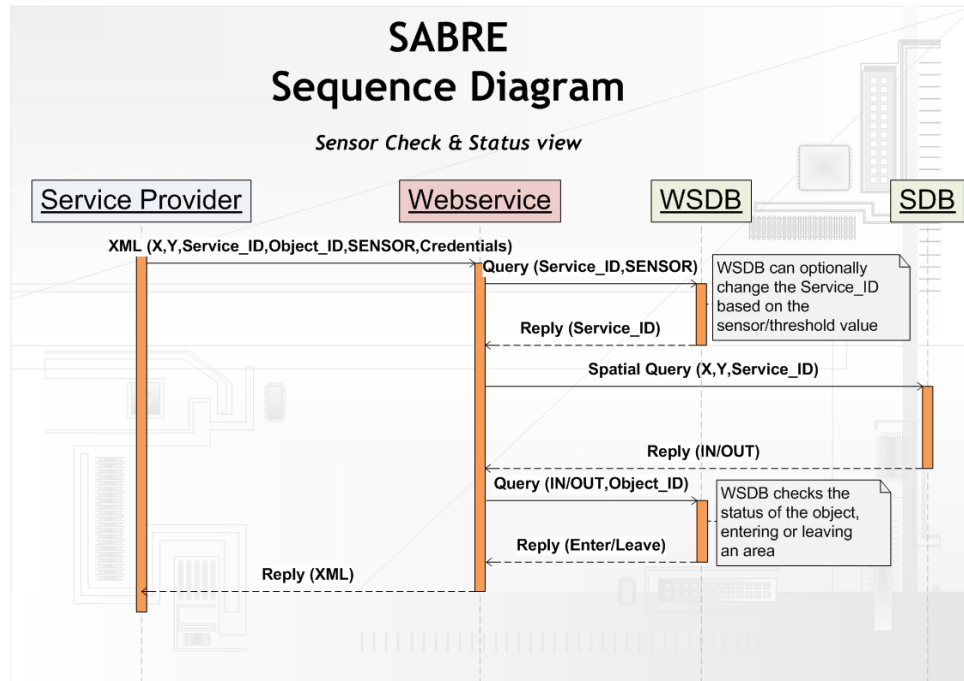 SABRE
Sequence Diagram
Sensor Check & Status view
Service Provider
Webservice
WSDB
SDB
XML (X,Y,Service_ID,Object_ID,SENSOR,Credentials)
Query (Service_ID,SENSOR)
WSDB can optionally
change the Service_ID
based on the
sensor/threshold value
Reply (Service_ID)
Spatial Query (X,Y,Service_ID)
Reply (IN/OUT)
Query (IN/OUT,Object_ID)
WSDB checks the
status of the object,
entering or leaving
an area
Reply (Enter/Leave)
Reply (XML)